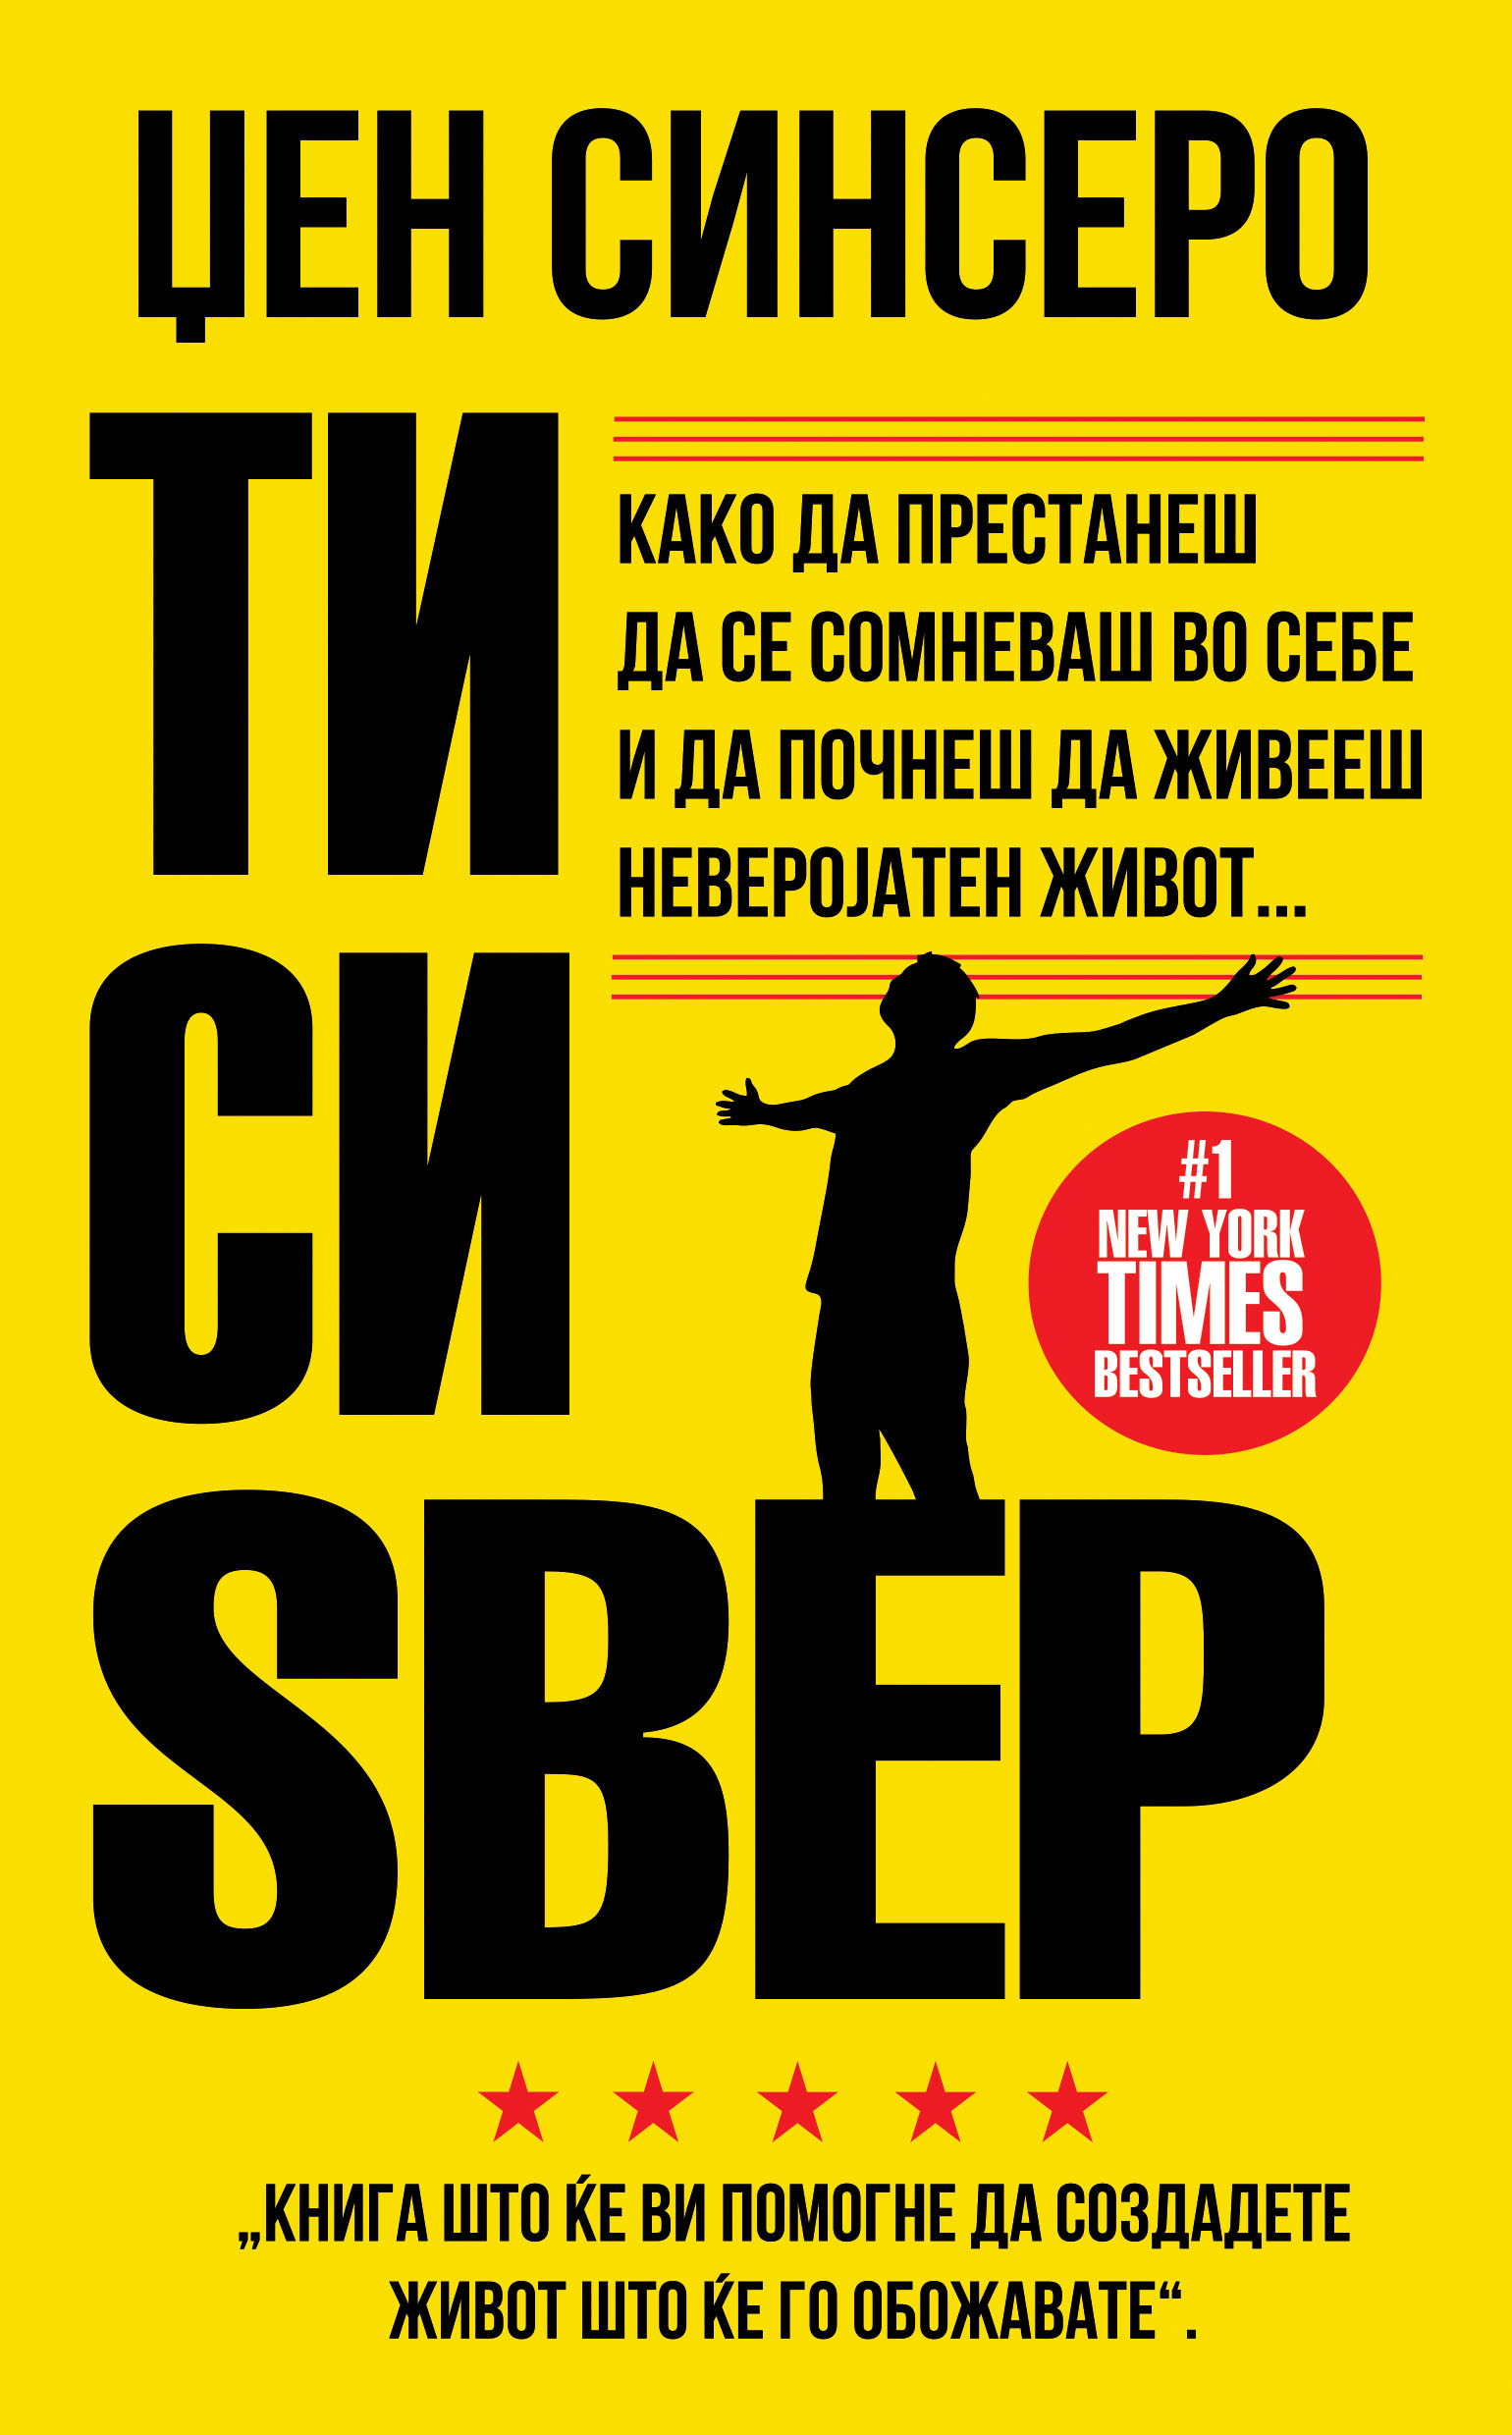 ЏЕН СИНСЕРО
ТИ
СИ
ЅВЕР
КАКО ДА ПРЕСТАНЕШ
ДА СЕ СОМНЕВАШ ВО СЕБЕ
И ДА ПОЧНЕШ ДА ЖИВЕЕШ
НЕВЕРОЈАТЕН ЖИВОТ...
#1
NEW YORK
TIMES
BESTSELLER
„КНИГА ШТО ЌЕ ВИ ПОМОГНЕ ДА СОЗДАДЕТЕ
ЖИВОТ ШТО ЌЕ ГО ОБОЖАВАТЕ“.